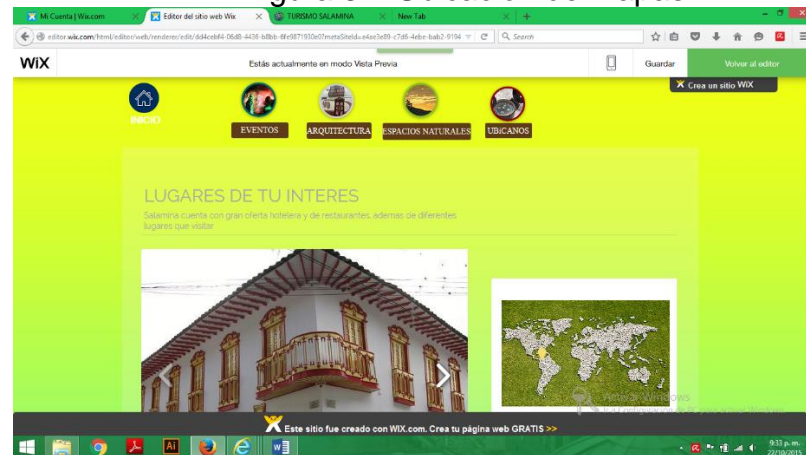 Mi Cuenta | Wix.com
Editor del sitio web Wix
TURISMO SALAMINA
New Tab
Search
WiX
Estás actualmente en modo Vista Previa
Guardar
Volver al editor
Crea un sitio WiX
INICIO
EVENTOS
ARQUITECTURA
ESPACIOS NATURALES
UBiCANOS
LUGARES DE TU INTERES
Salamina cuenta con gran oferta hotelera y de restaurantes, ademas de diferentes
lugares que visitar
Activar Windows
Este sitio fue creado con WIX.com. Crea tu página web GRATIS >>
9:33 p. m.
22/10/2015